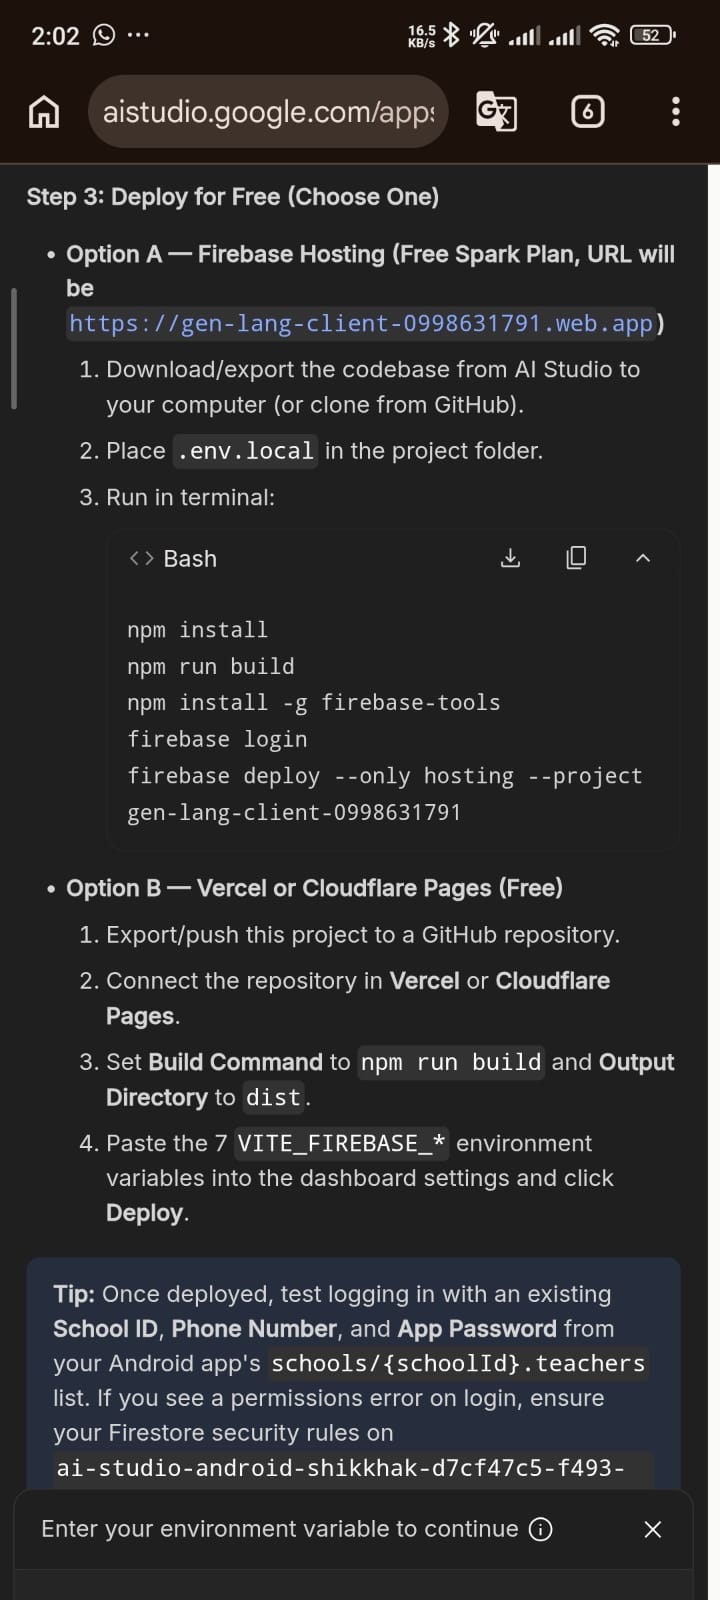 2:02 ···
16.5
KB/s
52
aistudio.google.com/apps
6
Step 3: Deploy for Free (Choose One)
• Option A — Firebase Hosting (Free Spark Plan, URL will
be
https://gen-lang-client-0998631791.web.app)
1. Download/export the codebase from AI Studio to
your computer (or clone from GitHub).
2. Place .env.local in the project folder.
3. Run in terminal:
<> Bash
npm install
npm run build
npm install -g firebase-tools
firebase login
firebase deploy --only hosting --project
gen-lang-client-0998631791
• Option B — Vercel or Cloudflare Pages (Free)
1. Export/push this project to a GitHub repository.
2. Connect the repository in Vercel or Cloudflare
Pages.
3. Set Build Command to npm run build and Output
Directory to dist.
4. Paste the 7 VITE_FIREBASE_* environment
variables into the dashboard settings and click
Deploy.
Tip: Once deployed, test logging in with an existing
School ID, Phone Number, and App Password from
your Android app's schools/{schoolId}.teachers
list. If you see a permissions error on login, ensure
your Firestore security rules on
ai-studio-android-shikkhak-d7cf47c5-f493-
Enter your environment variable to continue